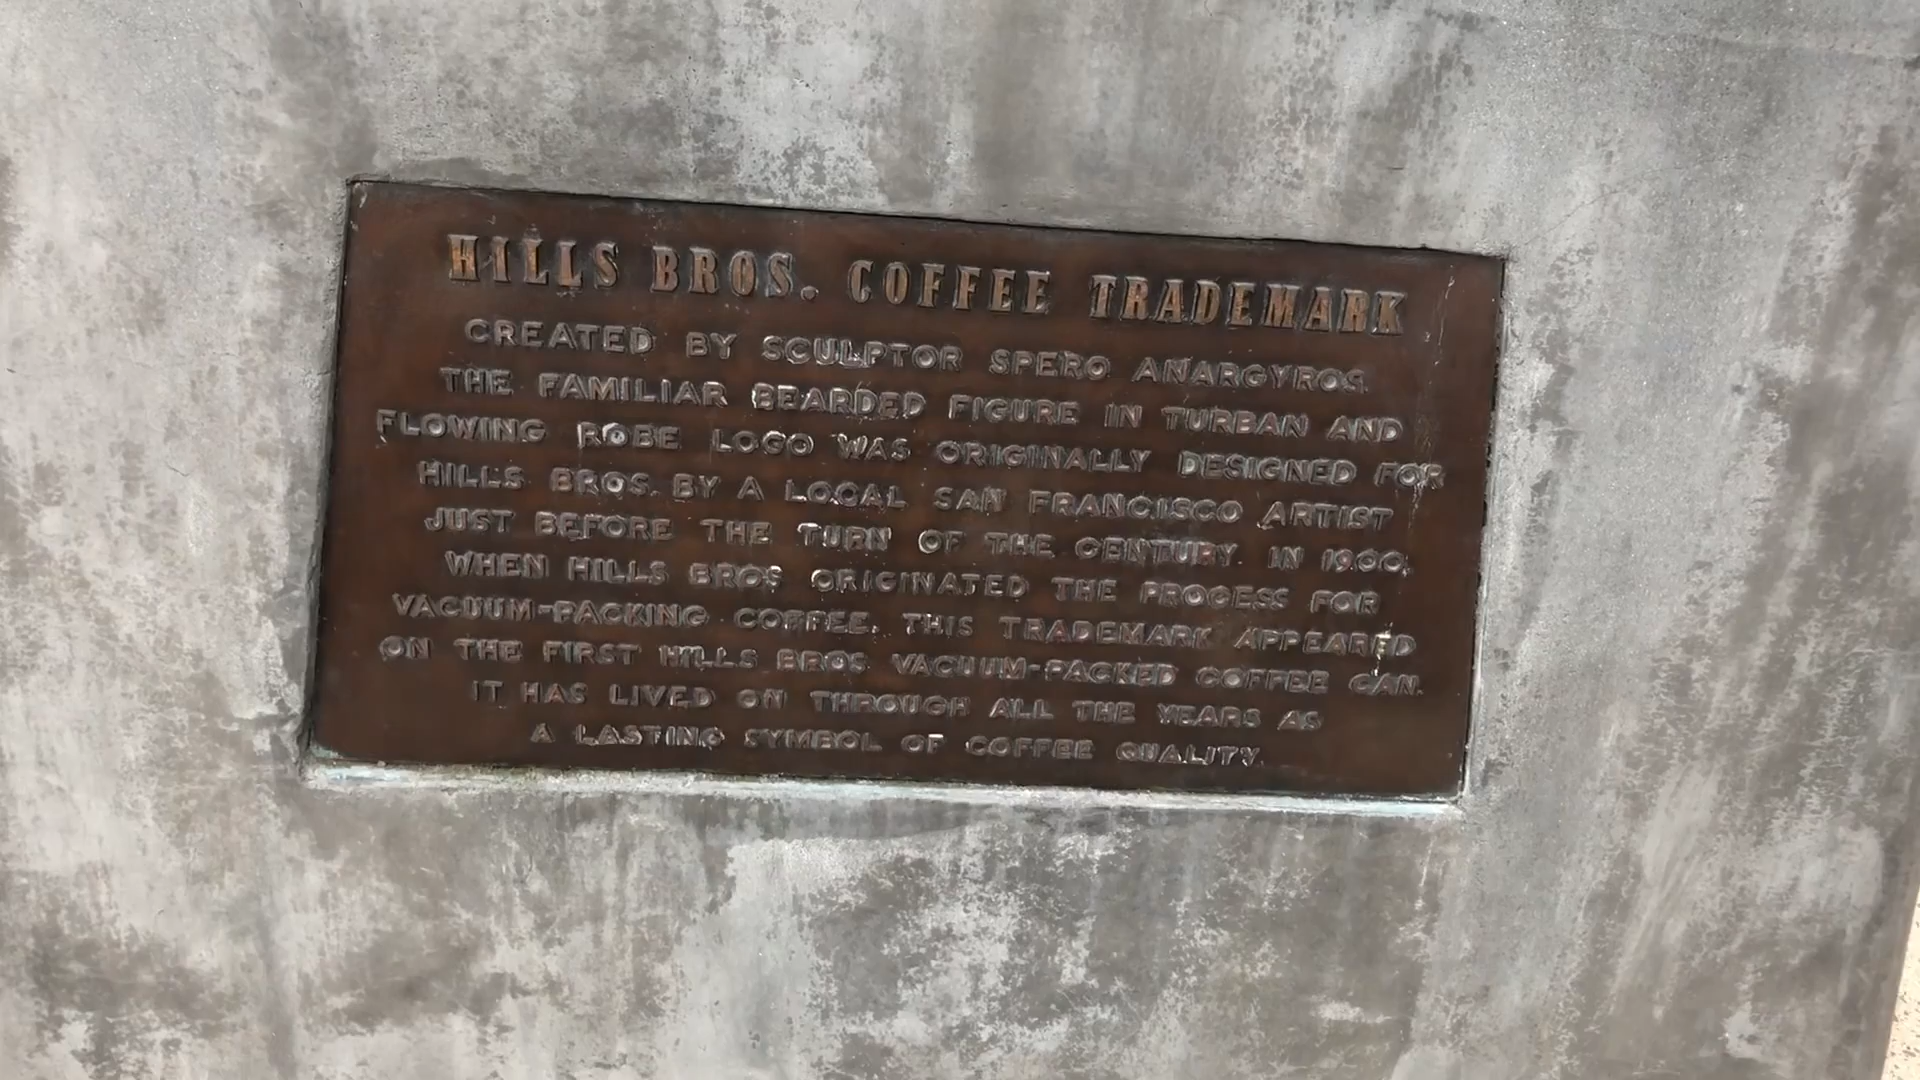 HILLS BROS. COFFEE TRADEMARK
CREATED BY SCULPTOR SPERO ANARGYROS.
THE FAMILIAR BEARDED FIGURE IN TURBAN AND
FLOWING ROBE LOGO WAS ORIGINALLY DESIGNED FOR
HILLS BROS. BY A LOCAL SAN FRANCISCO ARTIST
JUST BEFORE THE TURN OF THE CENTURY. IN 1900,
WHEN HILLS BROS ORIGINATED THE PROCESS FOR
VACUUM-PACKING COFFEE, THIS TRADEMARK APPEARED
ON THE FIRST HILLS BROS VACUUM-PACKED COFFEE CAN.
IT HAS LIVED ON THROUGH ALL THE YEARS AS
A LASTING SYMBOL OF COFFEE QUALITY.